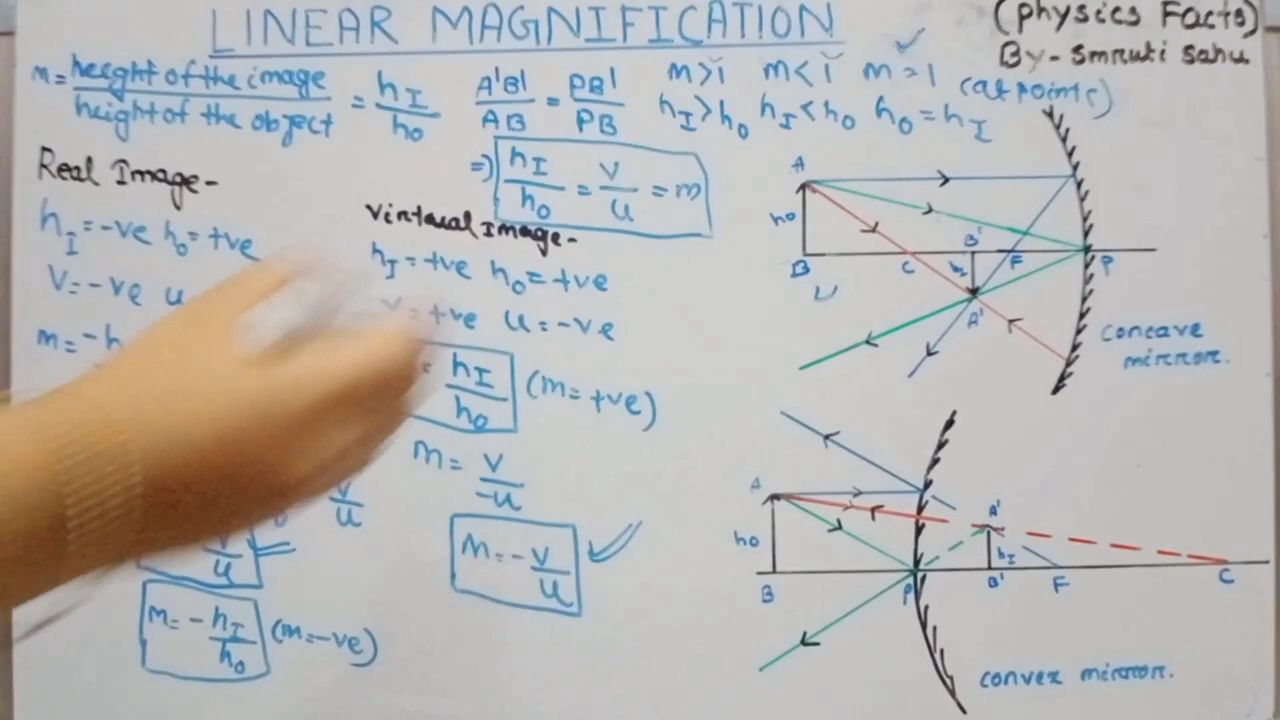 LINEAR MAGNIFICATION
(Physics Facts)
By - Smruti Sahu
m = height of the image / height of the object = hI / ho
A'B' / AB = PB' / PB
m > 1 m < 1 m = 1
(at points)
hI > ho hI < ho ho = hI
=) hI / ho = v / u = m
Real Image -
hI = -ve ho = +ve
V = -ve u
m = - h
v / u
v / u
m = - hI / ho (m = -ve)
Virtual Image -
hI = +ve ho = +ve
v = +ve u = -ve
= hI / ho (m = +ve)
m = v / -u
m = - v / u
A
ho
B
C
B'
hI
F
P
A'
concave
mirror.
A
ho
B
P
A'
hI
B'
F
C
convex mirror.